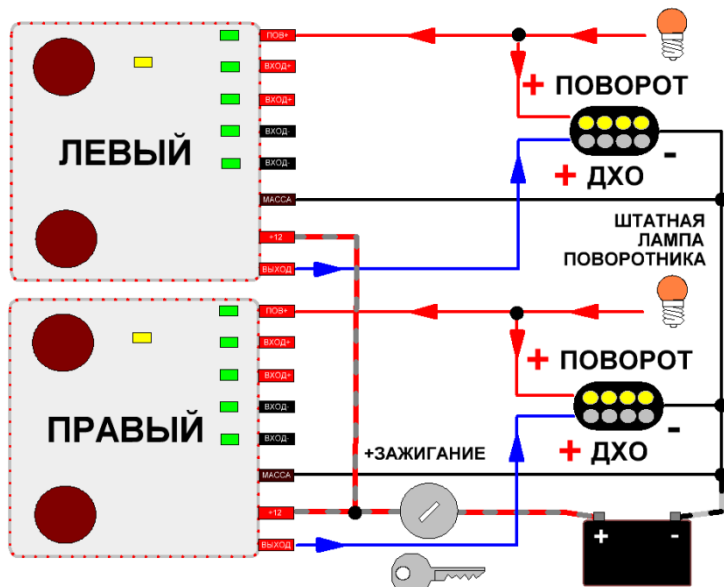 ПОВ+
ВХОД+
ВХОД+
ВХОД-
ВХОД-
МАССА
+12
ВЫХОД
ЛЕВЫЙ
+ ПОВОРОТ
-
+ ДХО
ШТАТНАЯ
ЛАМПА
ПОВОРОТНИКА
ПОВ+
ВХОД+
ВХОД+
ВХОД-
ВХОД-
МАССА
+12
ВЫХОД
ПРАВЫЙ
+ ПОВОРОТ
-
+ ДХО
+ЗАЖИГАНИЕ
+ -